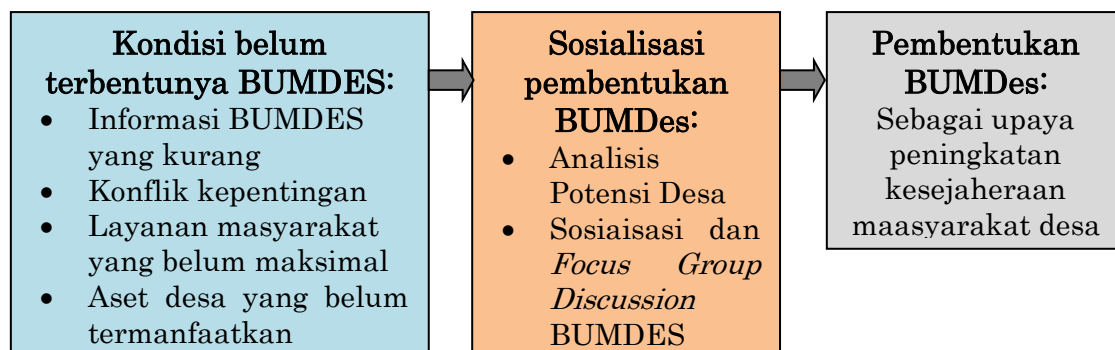 Kondisi belum
terbentunya BUMDES:
• Informasi BUMDES
yang kurang
• Konflik kepentingan
• Layanan masyarakat
yang belum maksimal
• Aset desa yang belum
termanfaatkan
Sosialisasi
pembentukan
BUMDes:
• Analisis
Potensi Desa
• Sosiaisasi dan
Focus Group
Discussion
BUMDES
Pembentukan
BUMDes:
Sebagai upaya
peningkatan
kesejaheraan
maasyarakat desa